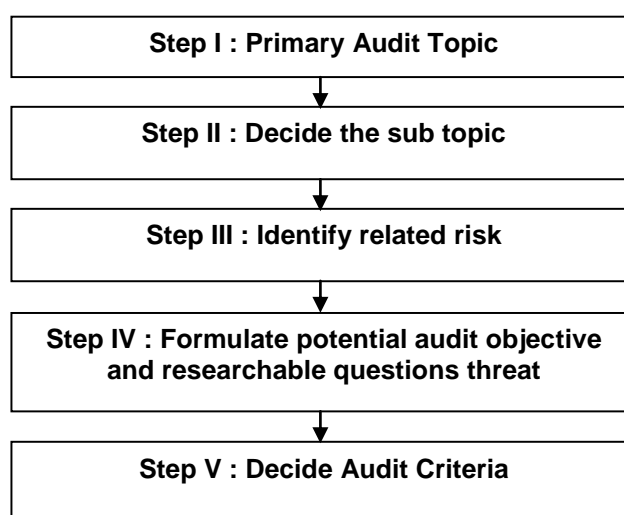 Step I : Primary Audit Topic
Step II : Decide the sub topic
Step III : Identify related risk
Step IV : Formulate potential audit objective
and researchable questions threat
Step V : Decide Audit Criteria